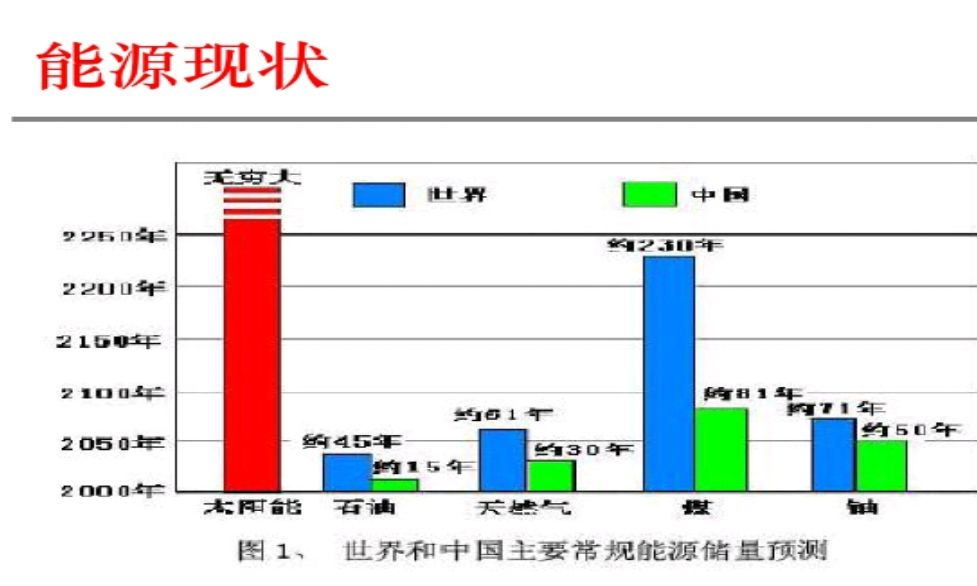 能源现状
无穷大
世界
中国
2250年
约230年
2200年
2150年
2100年
约81年
约71年
约61年
约50年
2050年
约45年
约30年
约15年
2000年
太阳能
石油
天然气
煤
铀
图1、 世界和中国主要常规能源储量预测